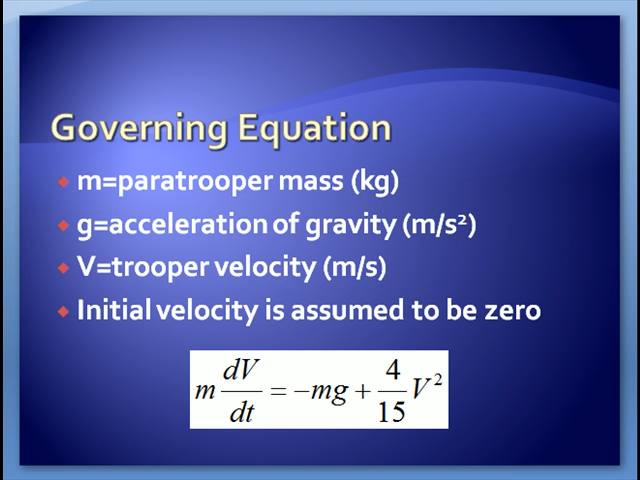 Governing Equation
m=paratrooper mass (kg)
g=acceleration of gravity (m/s²)
V=trooper velocity (m/s)
Initial velocity is assumed to be zero
m dV/dt = −mg + 4/15 V²